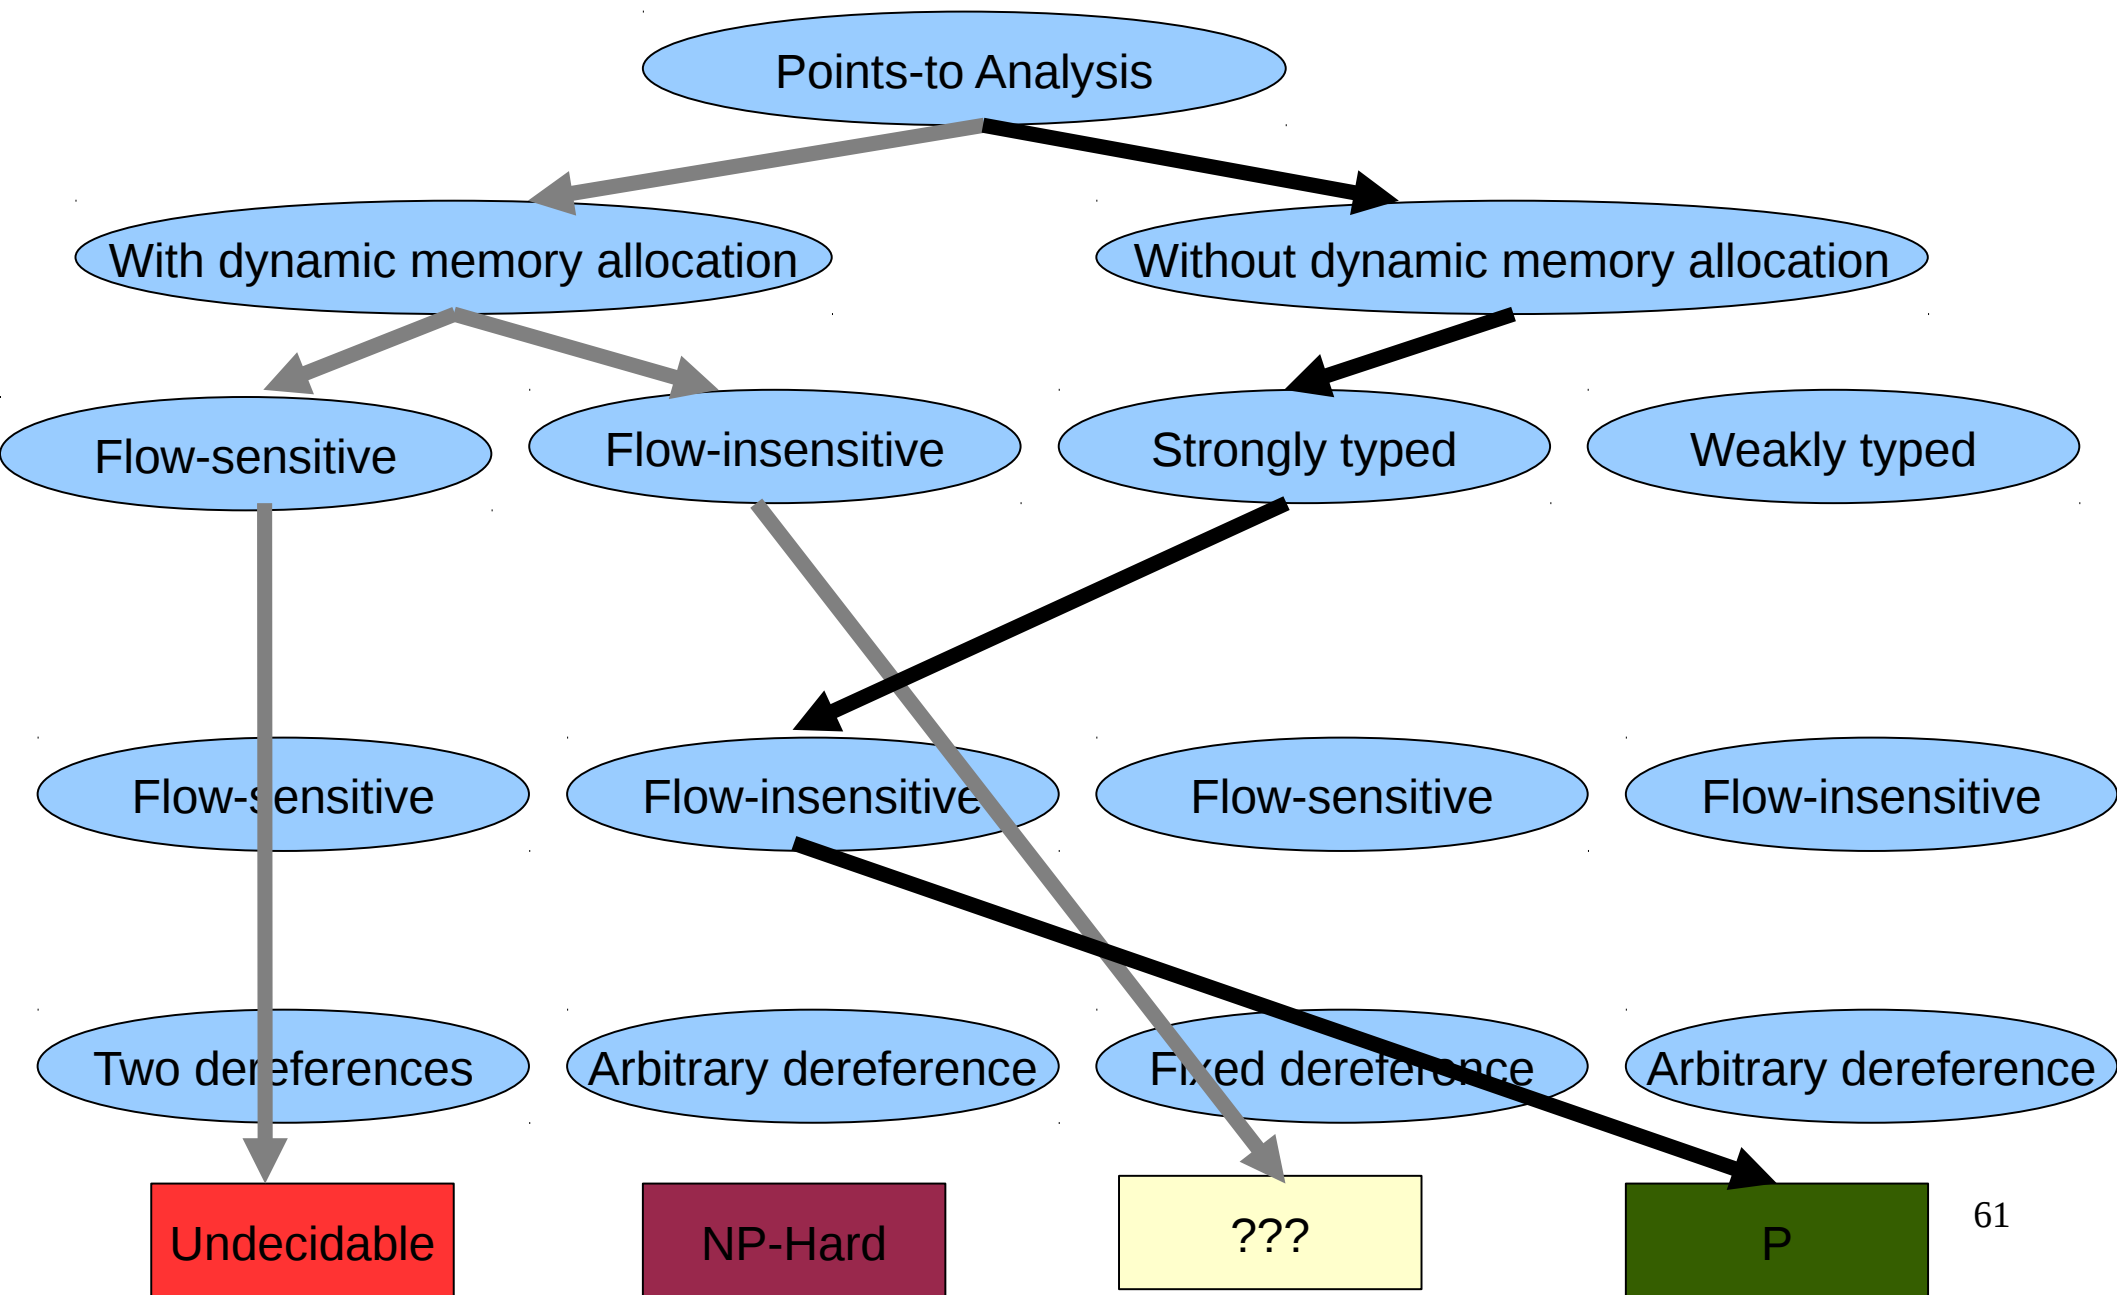 Points-to Analysis
With dynamic memory allocation
Without dynamic memory allocation
Flow-sensitive
Flow-insensitive
Strongly typed
Weakly typed
Flow-sensitive
Flow-insensitive
Flow-sensitive
Flow-insensitive
Two dereferences
Arbitrary dereference
Fixed dereference
Arbitrary dereference
Undecidable
NP-Hard
???
P
61